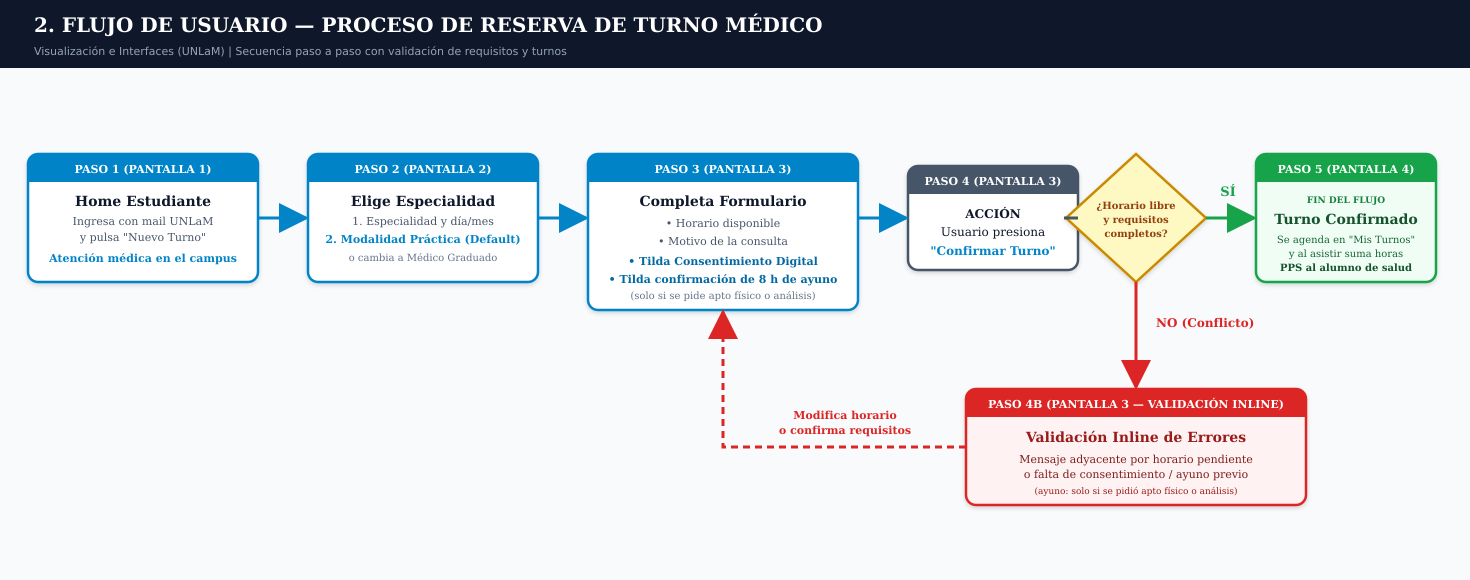 2. FLUJO DE USUARIO — PROCESO DE RESERVA DE TURNO MÉDICO
Visualización e Interfaces (UNLaM) | Secuencia paso a paso con validación de requisitos y turnos
PASO 1 (PANTALLA 1)
Home Estudiante
Ingresa con mail UNLaM
y pulsa "Nuevo Turno"
Atención médica en el campus
PASO 2 (PANTALLA 2)
Elige Especialidad
1. Especialidad y día/mes
2. Modalidad Práctica (Default)
o cambia a Médico Graduado
PASO 3 (PANTALLA 3)
Completa Formulario
• Horario disponible
• Motivo de la consulta
• Tilda Consentimiento Digital
• Tilda confirmación de 8 h de ayuno
(solo si se pide apto físico o análisis)
PASO 4 (PANTALLA 3)
ACCIÓN
Usuario presiona
"Confirmar Turno"
¿Horario libre
y requisitos
completos?
SÍ
PASO 5 (PANTALLA 4)
FIN DEL FLUJO
Turno Confirmado
Se agenda en "Mis Turnos"
y al asistir suma horas
PPS al alumno de salud
NO (Conflicto)
PASO 4B (PANTALLA 3 — VALIDACIÓN INLINE)
Validación Inline de Errores
Mensaje adyacente por horario pendiente
o falta de consentimiento / ayuno previo
(ayuno: solo si se pidió apto físico o análisis)
Modifica horario
o confirma requisitos